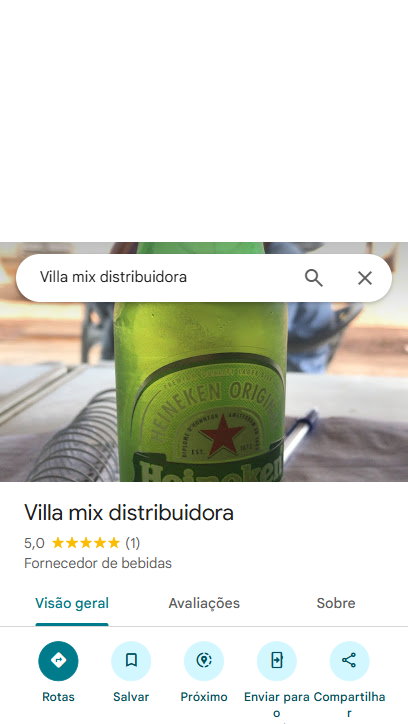 Villa mix distribuidora
HEINEKEN ORIGIN
EST. 1873
Heineken
Villa mix distribuidora
5,0 (1)
Fornecedor de bebidas
Visão geral Avaliações Sobre
Rotas Salvar Próximo Enviar para o Compartilhar